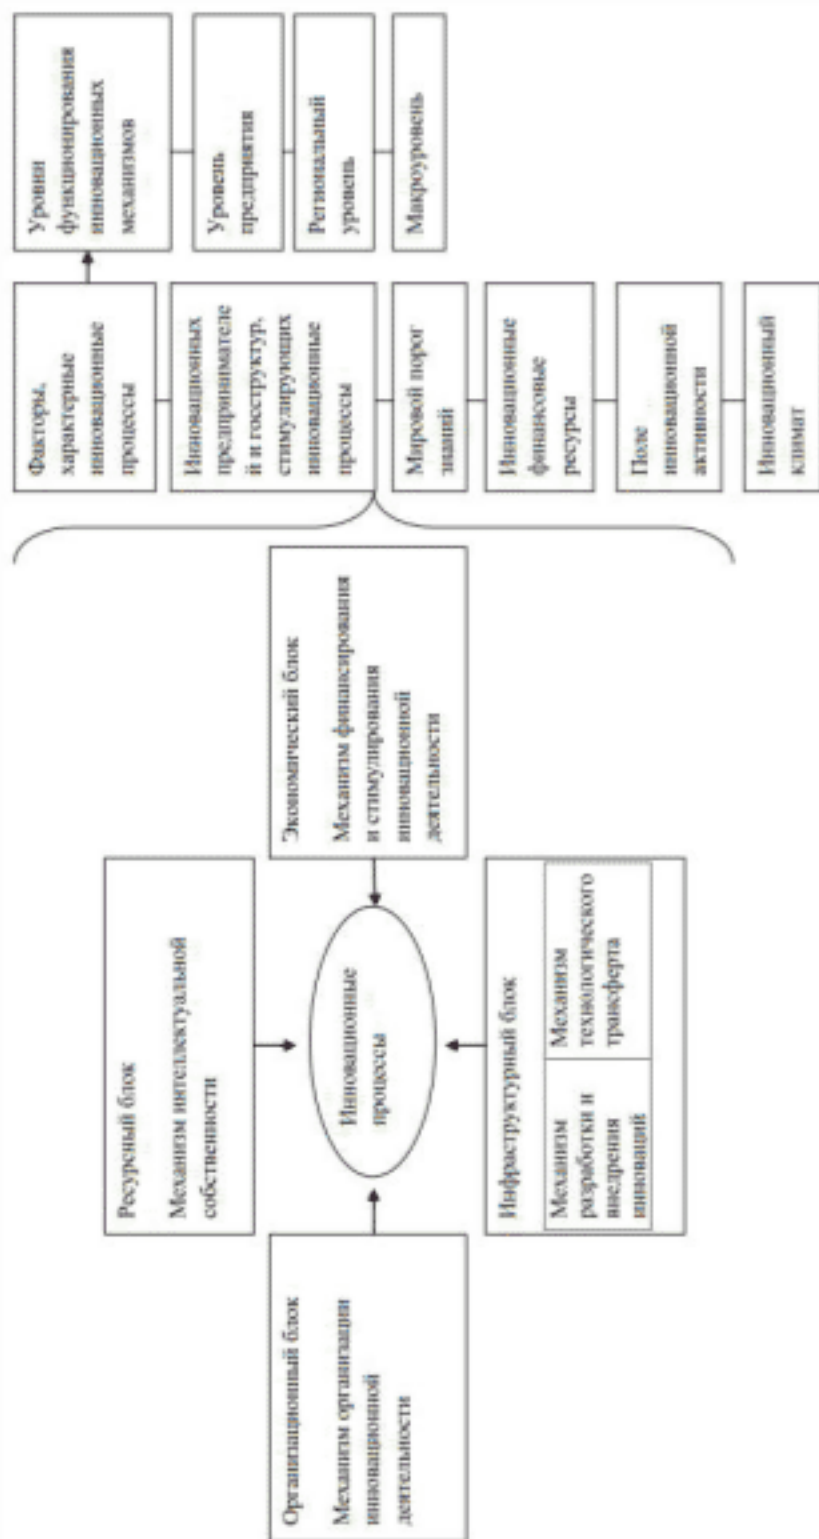 Организационный блок
Механизм организации
инновационной
деятельности
Ресурсный блок
Механизм интеллектуальной
собственности
Инновационные
процессы
Инфраструктурный блок
Механизм
разработки и
внедрения
инноваций
Механизм
технологического
трансферта
Экономический блок
Механизм финансирования
и стимулирования
инновационной
деятельности
Факторы,
характерные
инновационные
процессы
Инновационных
предпринимателе
й и госструктур,
стимулирующих
инновационные
процессы
Мировой порог
знаний
Инновационные
финансовые
ресурсы
Поле
инновационной
активности
Инновационный
климат
Уровни
функционирования
инновационных
механизмов
Уровень
предприятия
Региональный
уровень
Макроуровень